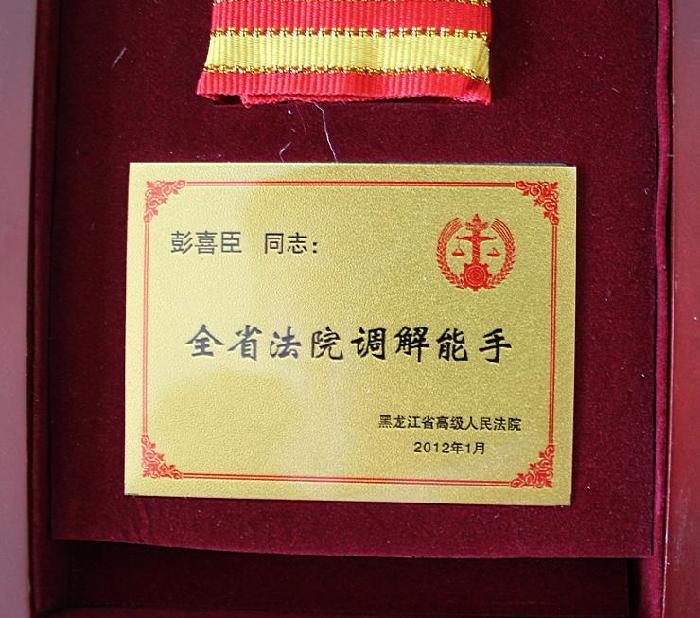 彭喜臣 同志：
全省法院调解能手
黑龙江省高级人民法院
2012年1月